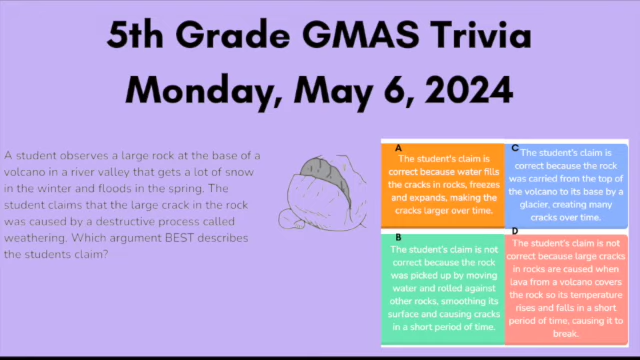 5th Grade GMAS Trivia
Monday, May 6, 2024
A student observes a large rock at the base of a
volcano in a river valley that gets a lot of snow
in the winter and floods in the spring. The
student claims that the large crack in the rock
was caused by a destructive process called
weathering. Which argument BEST describes
the students claim?
A
The student's claim is
correct because water fills
the cracks in rocks, freezes
and expands, making the
cracks larger over time.
B
The student's claim is not
correct because the rock
was picked up by moving
water and rolled against
other rocks, smoothing its
surface and causing cracks
in a short period of time.
C
The student's claim is
correct because the rock
was carried from the top of
the volcano to its base by a
glacier, creating many
cracks over time.
D
The student's claim is not
correct because large cracks
in rocks are caused when
lava from a volcano covers
the rock so its temperature
rises and falls in a short
period of time, causing it to
break.